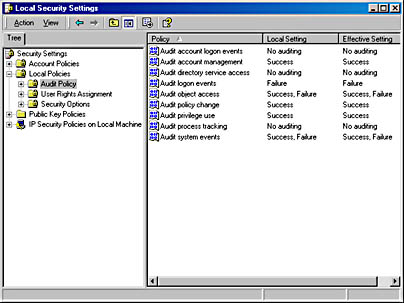 Local Security Settings
Action View
Tree
Security Settings
Account Policies
Local Policies
Audit Policy
User Rights Assignment
Security Options
Public Key Policies
IP Security Policies on Local Machine
Policy Local Setting Effective Setting
Audit account logon events No auditing No auditing
Audit account management Success Success
Audit directory service access No auditing No auditing
Audit logon events Failure Failure
Audit object access Success, Failure Success, Failure
Audit policy change Success Success
Audit privilege use Success Success
Audit process tracking No auditing No auditing
Audit system events Success, Failure Success, Failure